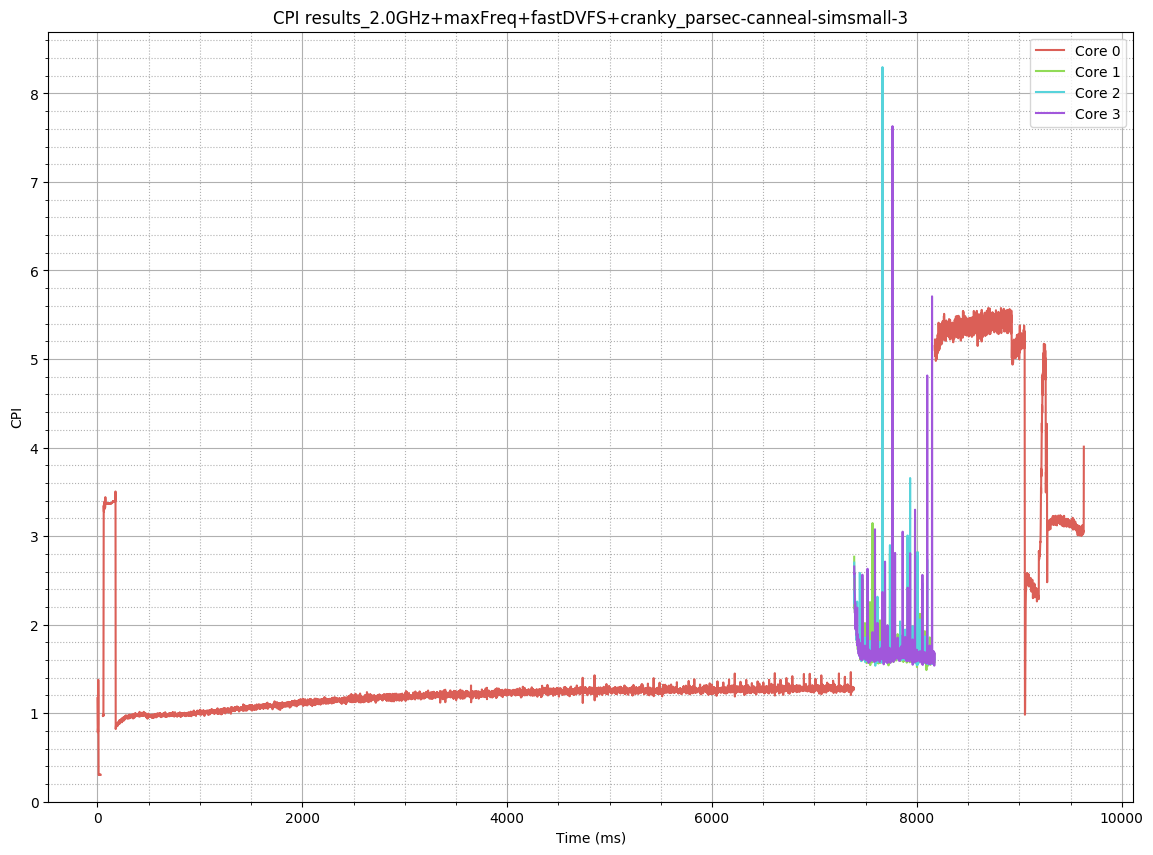 CPI results_2.0GHz+maxFreq+fastDVFS+cranky_parsec-canneal-simsmall-3
Core 0
Core 1
Core 2
Core 3
8
7
6
5
4
3
2
1
0
CPI
0 2000 4000 6000 8000 10000
Time (ms)